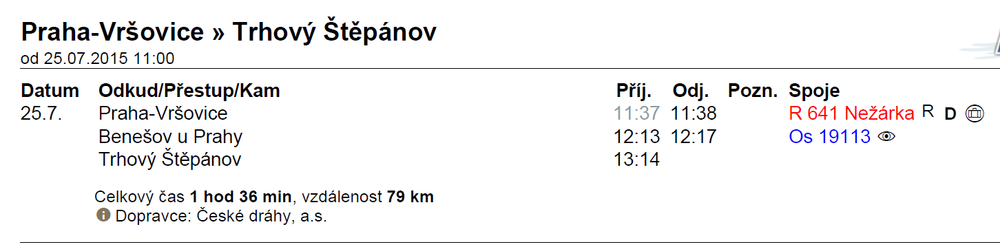 Praha-Vršovice » Trhový Štěpánov
od 25.07.2015 11:00
Datum Odkud/Přestup/Kam Příj. Odj. Pozn. Spoje
25.7. Praha-Vršovice 11:37 11:38 R 641 Nežárka R D
Benešov u Prahy 12:13 12:17 Os 19113
Trhový Štěpánov 13:14
Celkový čas 1 hod 36 min, vzdálenost 79 km
Dopravce: České dráhy, a.s.